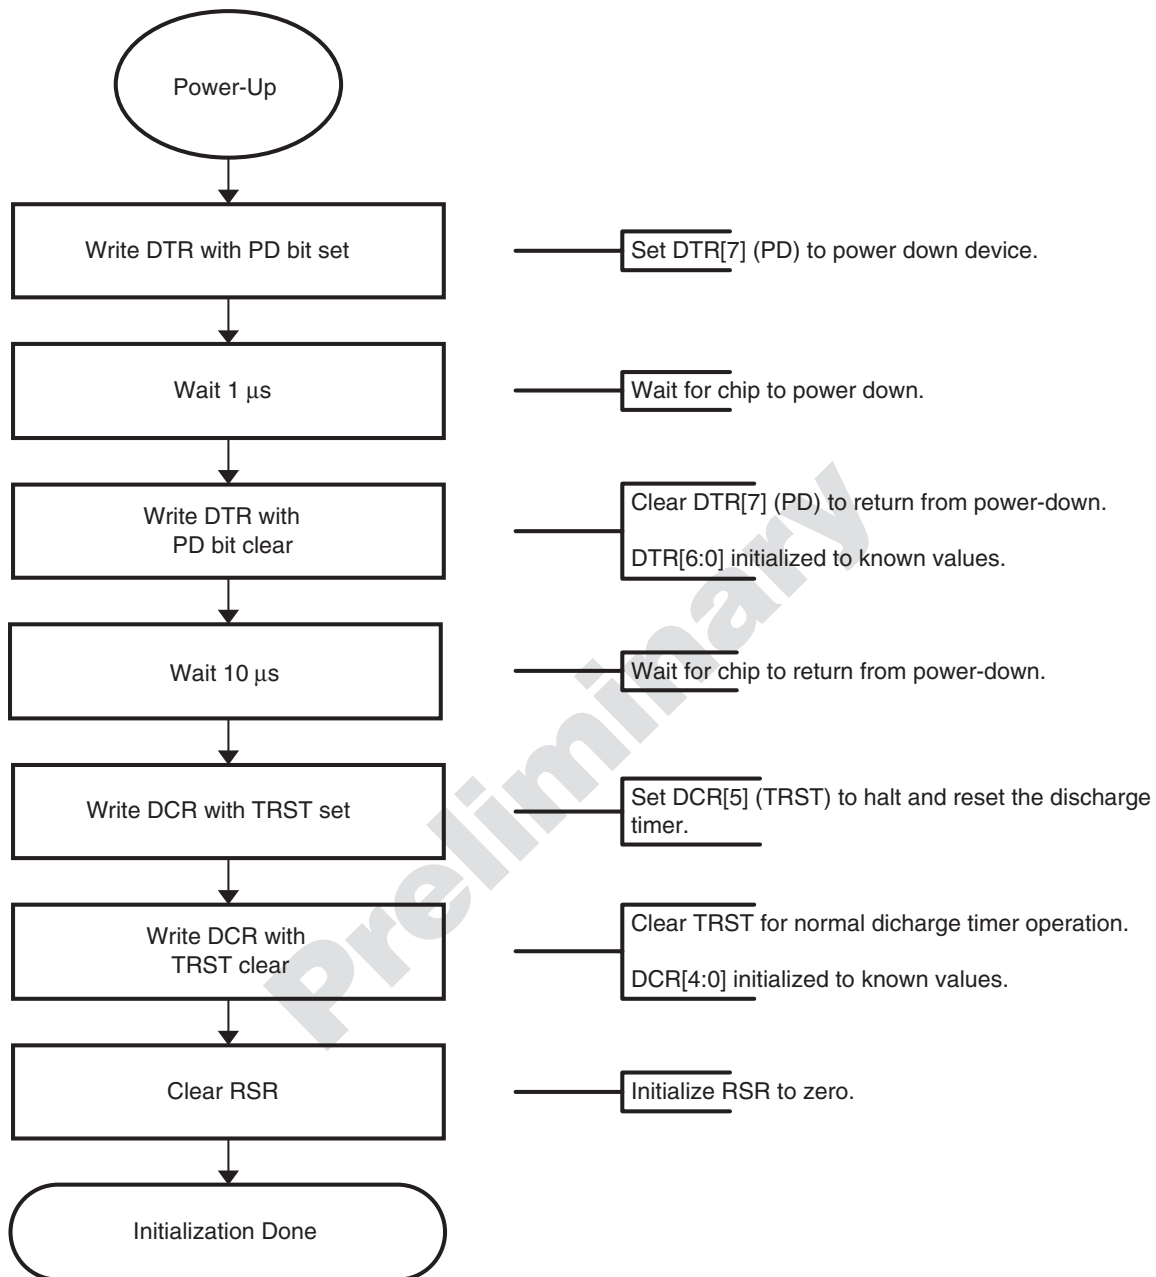 Power-Up
Write DTR with PD bit set
Set DTR[7] (PD) to power down device.
Wait 1 μs
Wait for chip to power down.
Write DTR with
PD bit clear
Clear DTR[7] (PD) to return from power-down.
DTR[6:0] initialized to known values.
Wait 10 μs
Wait for chip to return from power-down.
Write DCR with TRST set
Set DCR[5] (TRST) to halt and reset the discharge
timer.
Write DCR with
TRST clear
Clear TRST for normal dicharge timer operation.
DCR[4:0] initialized to known values.
Clear RSR
Initialize RSR to zero.
Initialization Done
Preliminary